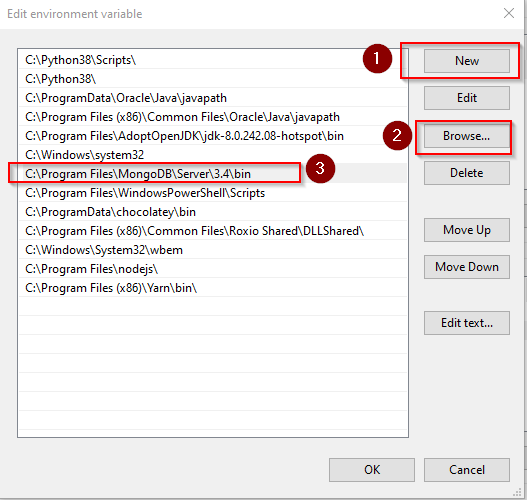 Edit environment variable
C:\Python38\Scripts\
1
New
C:\Python38\
C:\ProgramData\Oracle\Java\javapath
Edit
C:\Program Files (x86)\Common Files\Oracle\Java\javapath
C:\Program Files\AdoptOpenJDK\jdk-8.0.242.08-hotspot\bin
2
Browse...
C:\Windows\system32
C:\Program Files\MongoDB\Server\3.4\bin
3
Delete
C:\Program Files\WindowsPowerShell\Scripts
C:\ProgramData\chocolatey\bin
C:\Program Files (x86)\Common Files\Roxio Shared\DLLShared\
Move Up
C:\Windows\System32\wbem
C:\Program Files\nodejs\
Move Down
C:\Program Files (x86)\Yarn\bin\
Edit text...
OK
Cancel